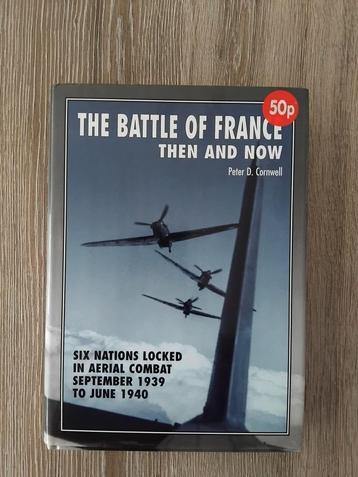 50p
THE BATTLE OF FRANCE
THEN AND NOW
Peter D. Cornwell
SIX NATIONS LOCKED
IN AERIAL COMBAT
SEPTEMBER 1939
TO JUNE 1940